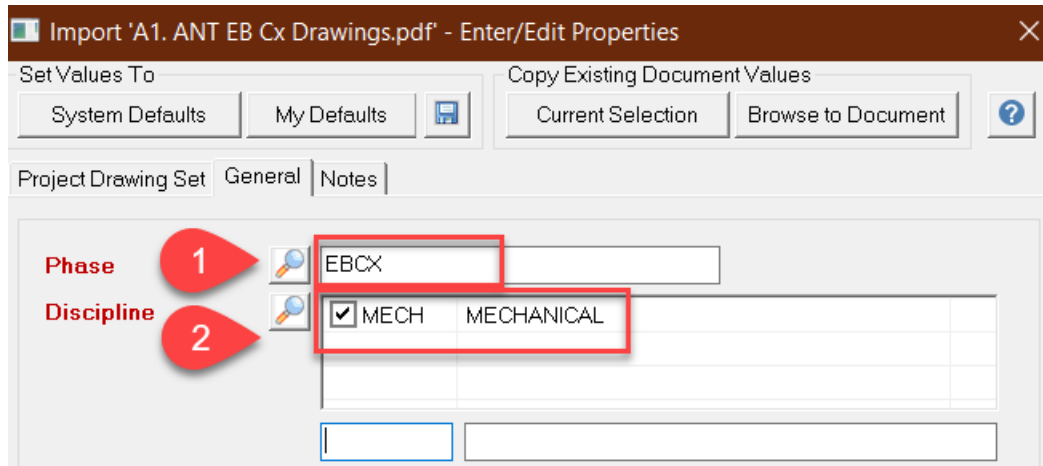 Import 'A1. ANT EB Cx Drawings.pdf' - Enter/Edit Properties
Set Values To
Copy Existing Document Values
System Defaults
My Defaults
Current Selection
Browse to Document
?
Project Drawing Set
General
Notes
Phase
1
EBCX
Discipline
2
MECH MECHANICAL